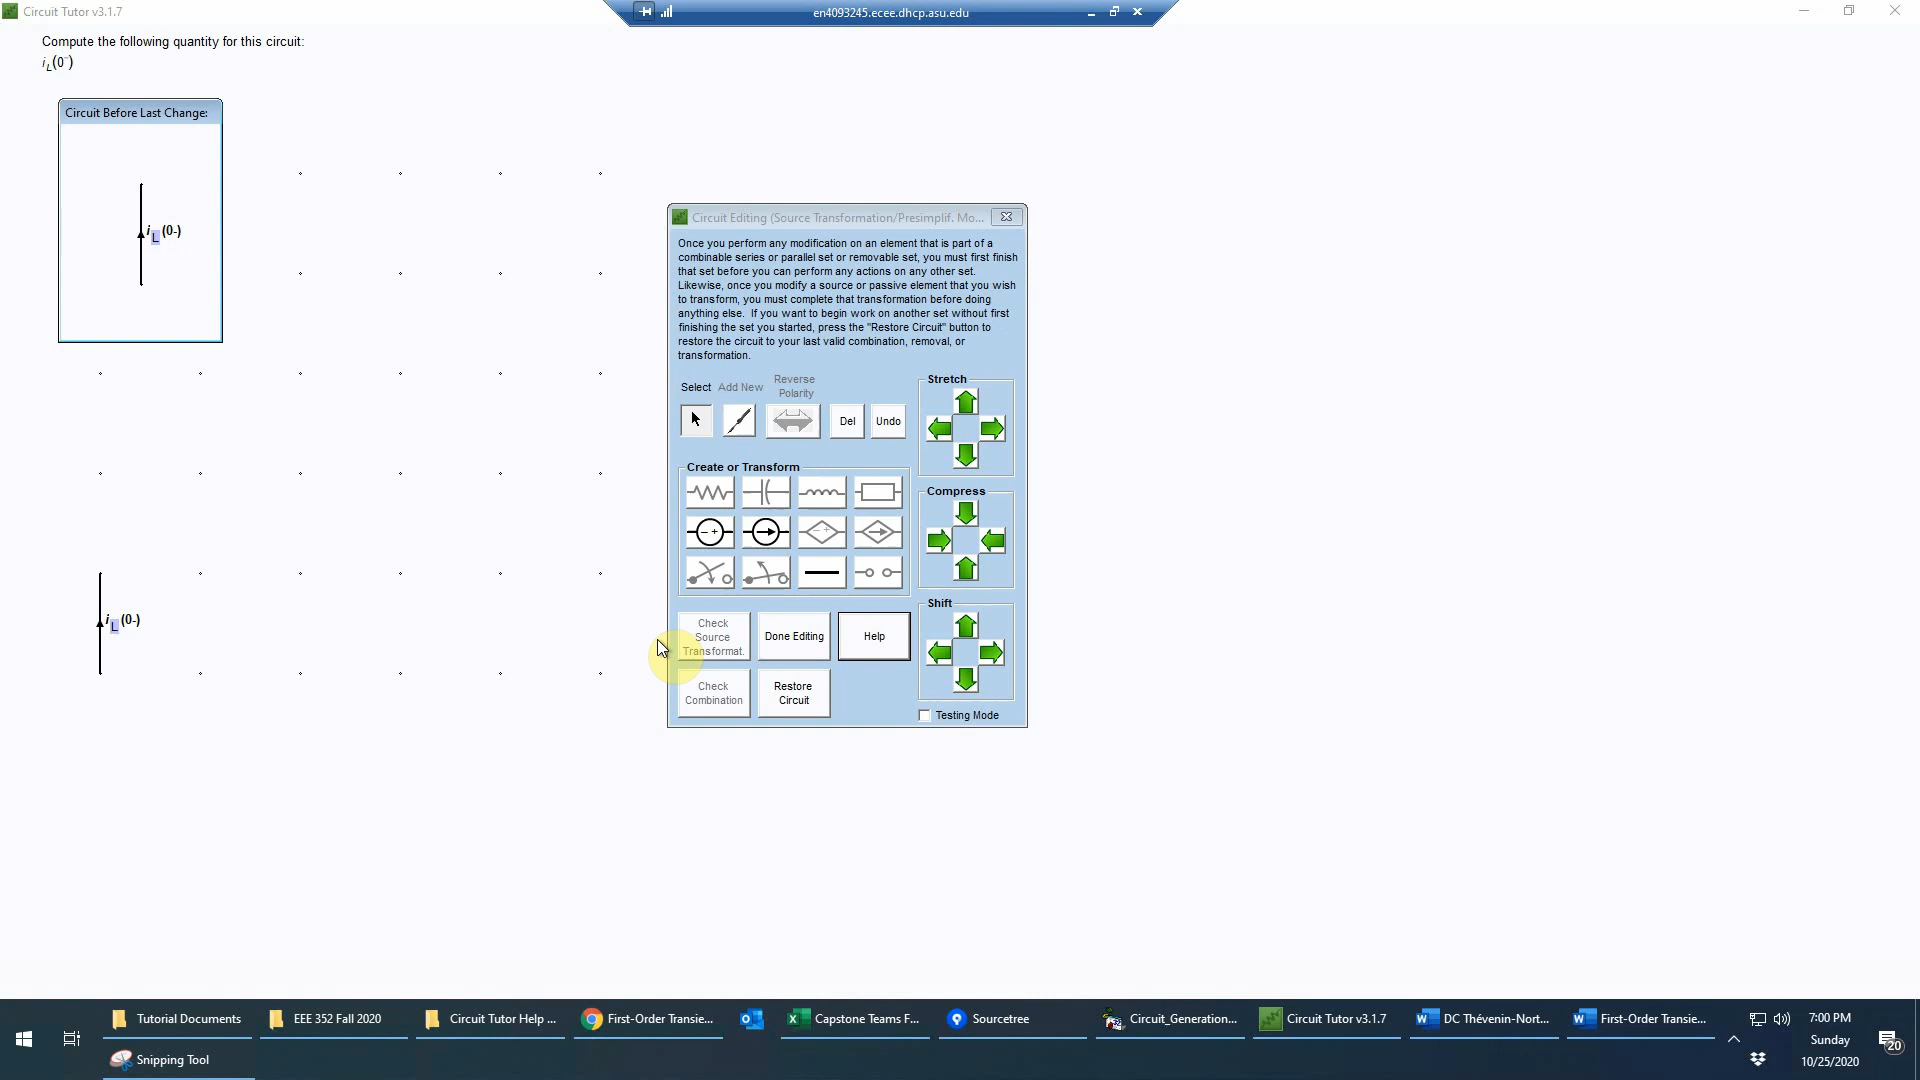 Circuit Tutor v3.1.7
en4093245.ecee.dhcp.asu.edu
Compute the following quantity for this circuit:
iL(0⁻)
Circuit Before Last Change:
iL(0-)
iL(0-)
Circuit Editing (Source Transformation/Presimplif. Mo...
Once you perform any modification on an element that is part of a
combinable series or parallel set or removable set, you must first finish
that set before you can perform any actions on any other set.
Likewise, once you modify a source or passive element that you wish
to transform, you must complete that transformation before doing
anything else.  If you want to begin work on another set without first
finishing the set you started, press the "Restore Circuit" button to
restore the circuit to your last valid combination, removal, or
transformation.
Select
Add New
Reverse
Polarity
Del
Undo
Stretch
Create or Transform
Compress
Shift
Check
Source
Transformat.
Done Editing
Help
Check
Combination
Restore
Circuit
Testing Mode
Tutorial Documents
EEE 352 Fall 2020
Circuit Tutor Help ...
First-Order Transie...
Capstone Teams F...
Sourcetree
Circuit_Generation...
Circuit Tutor v3.1.7
DC Thévenin-Nort...
First-Order Transie...
Snipping Tool
7:00 PM
Sunday
10/25/2020
20